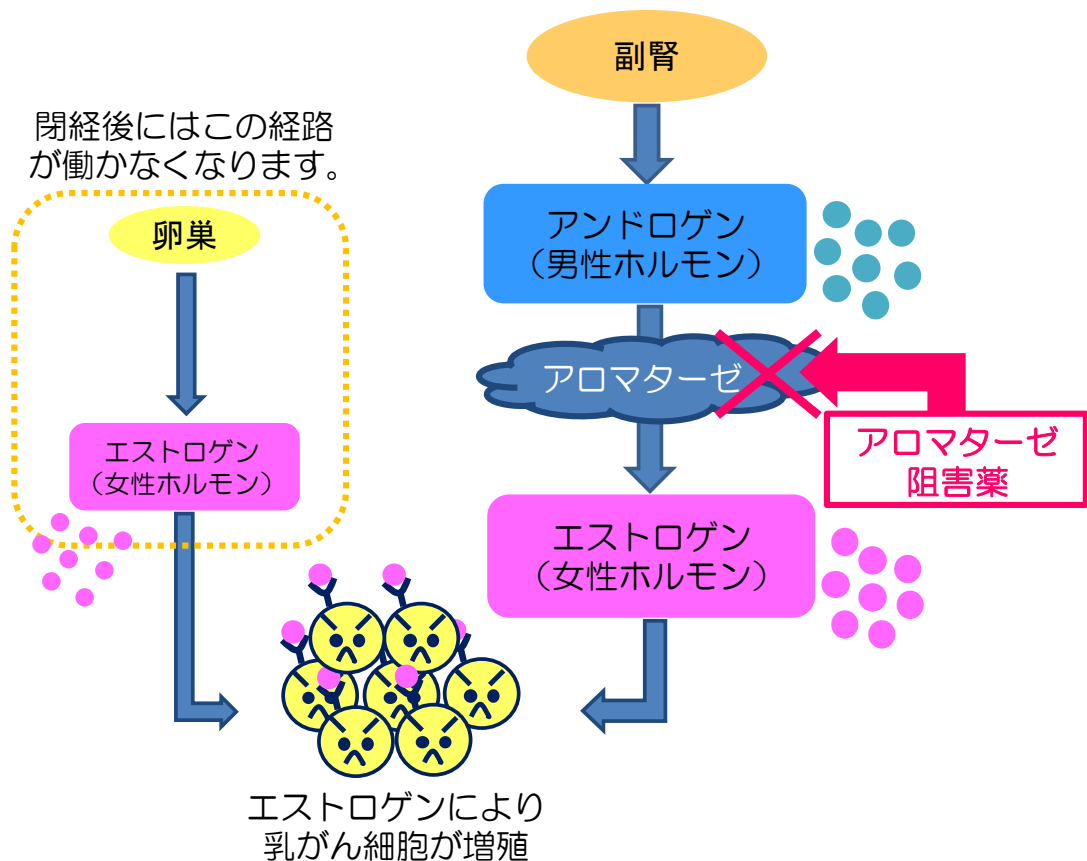 副腎
閉経後にはこの経路
が働かなくなります。
卵巣
アンドロゲン
（男性ホルモン）
アロマターゼ
アロマターゼ
阻害薬
エストロゲン
（女性ホルモン）
エストロゲン
（女性ホルモン）
エストロゲンにより
乳がん細胞が増殖